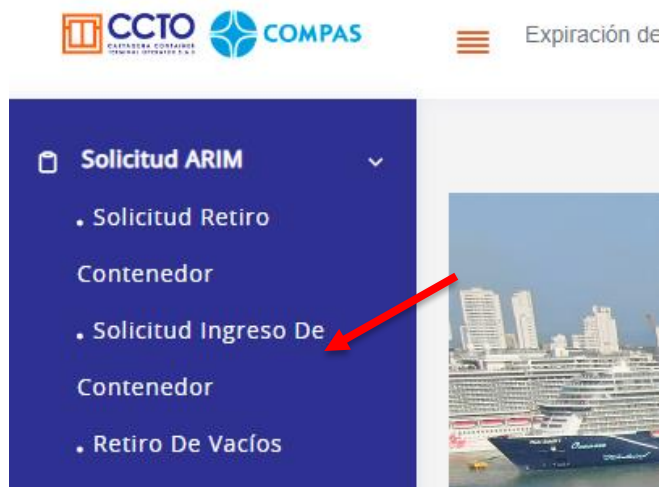 CCTO
CARTAGENA CONTAINER
TERMINAL OPERATOR S.A.S
COMPAS
Expiración de
Solicitud ARIM
. Solicitud Retiro
Contenedor
. Solicitud Ingreso De
Contenedor
. Retiro De Vacíos